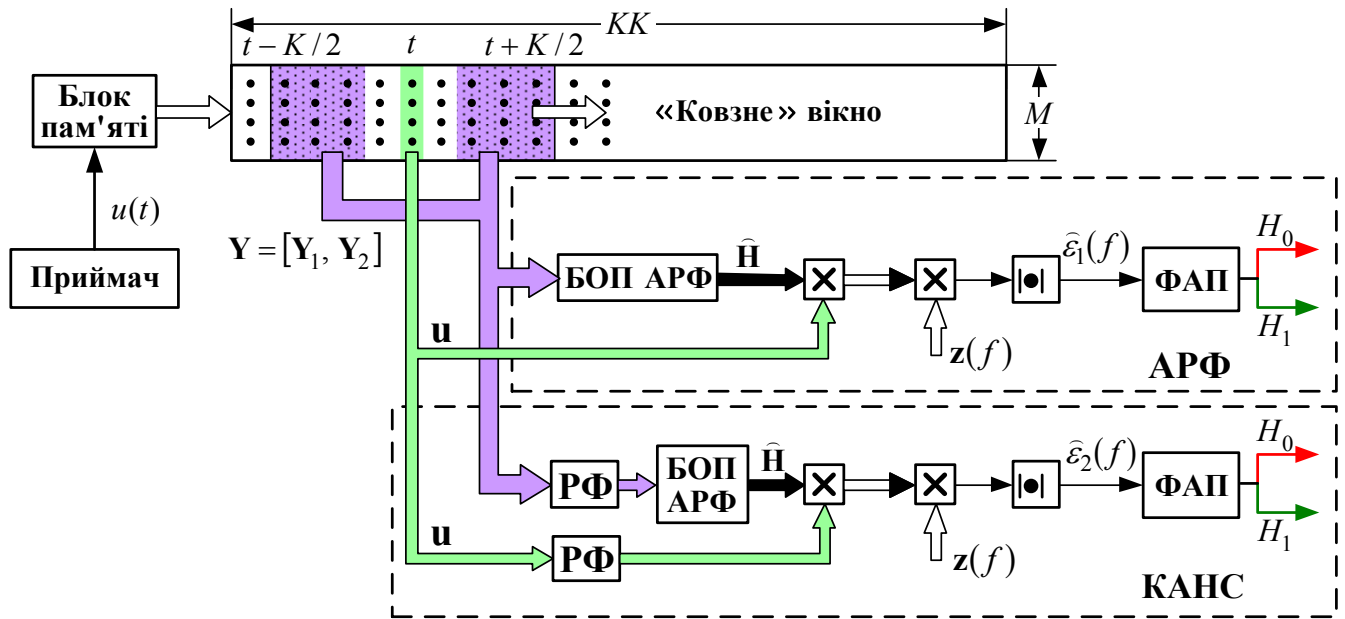 KK
t − K / 2 t t + K / 2
Блок
пам'яті
«Ковзне» вікно
M
u(t)
Приймач
Y = [Y₁, Y₂]
БОП АРФ
Ĥ
ε̂₁(f)
ФАП
H₀
H₁
u
z(f)
АРФ
РФ
БОП
АРФ
Ĥ
ε̂₂(f)
ФАП
H₀
H₁
u
РФ
z(f)
КАНС